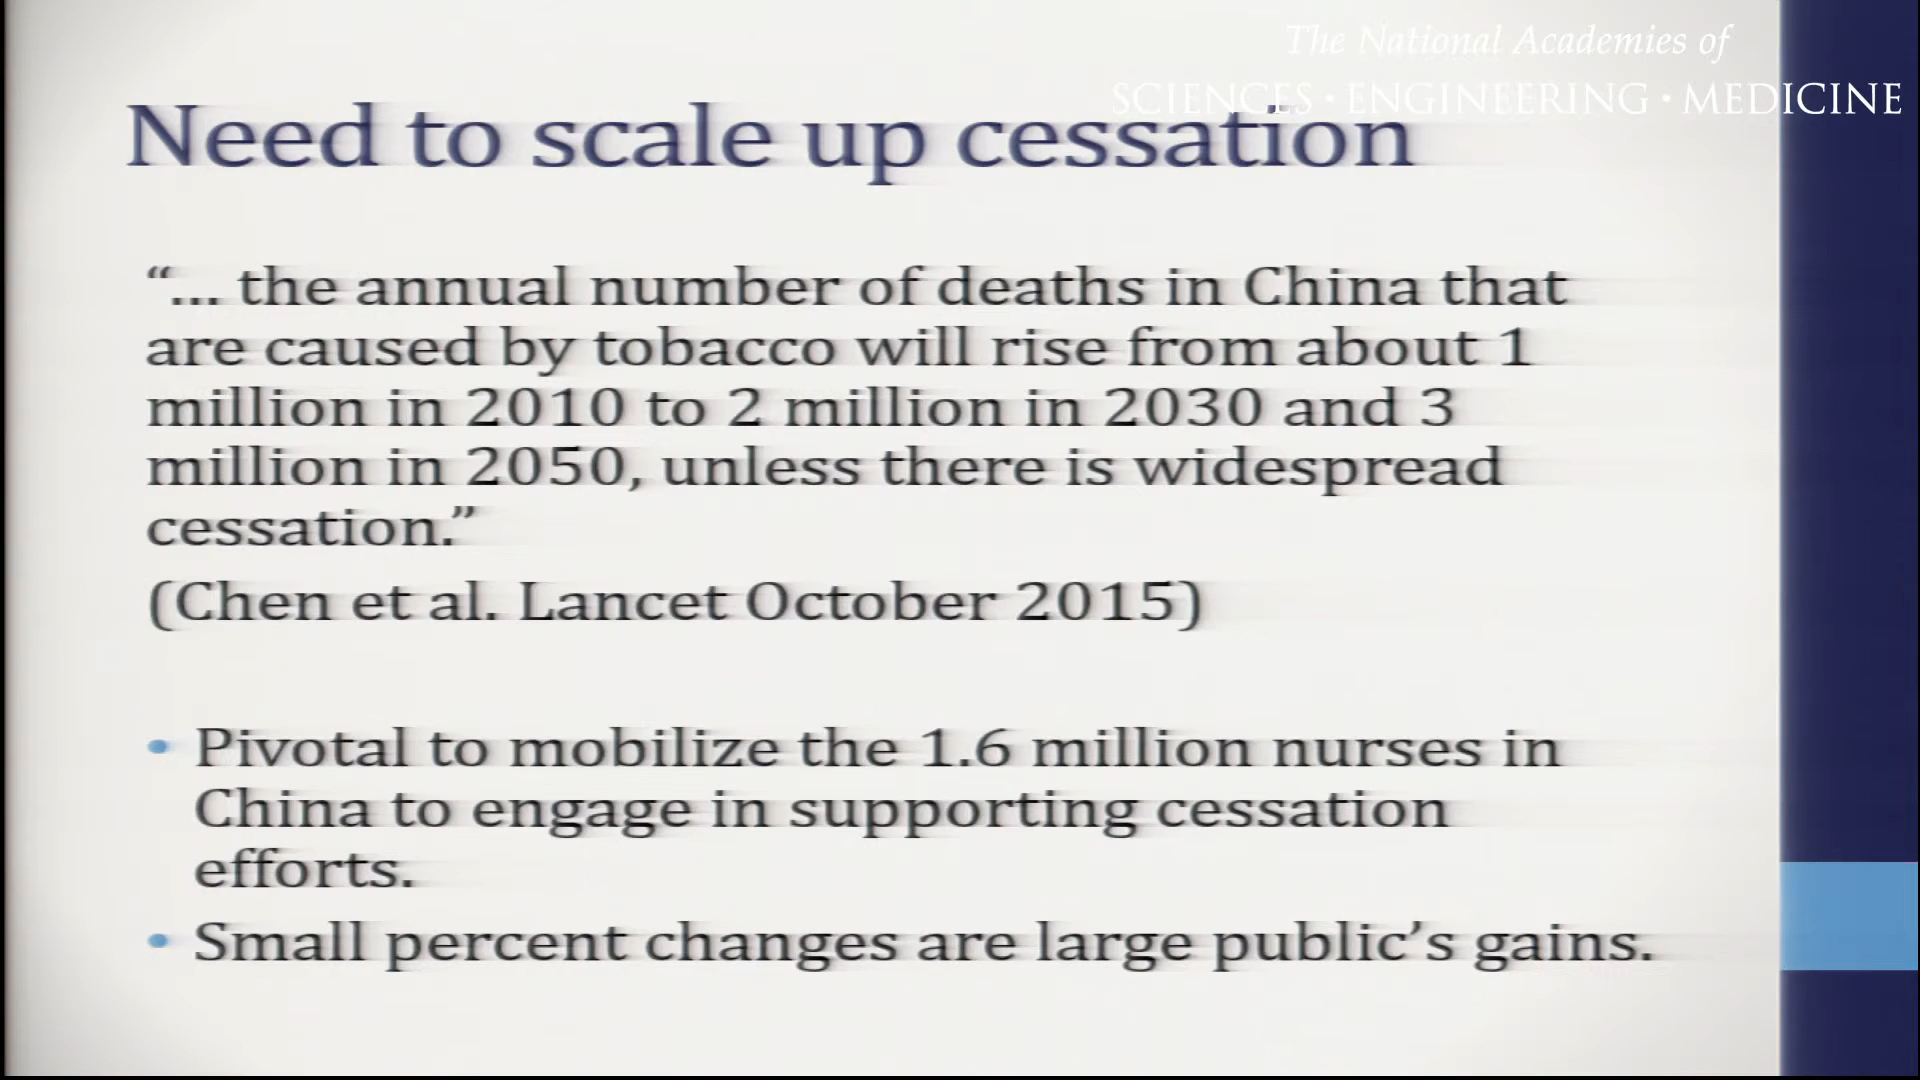 The National Academies of
SCIENCES · ENGINEERING · MEDICINE
Need to scale up cessation
“... the annual number of deaths in China that
are caused by tobacco will rise from about 1
million in 2010 to 2 million in 2030 and 3
million in 2050, unless there is widespread
cessation.”
(Chen et al. Lancet October 2015)
• Pivotal to mobilize the 1.6 million nurses in
China to engage in supporting cessation
efforts.
• Small percent changes are large public’s gains.